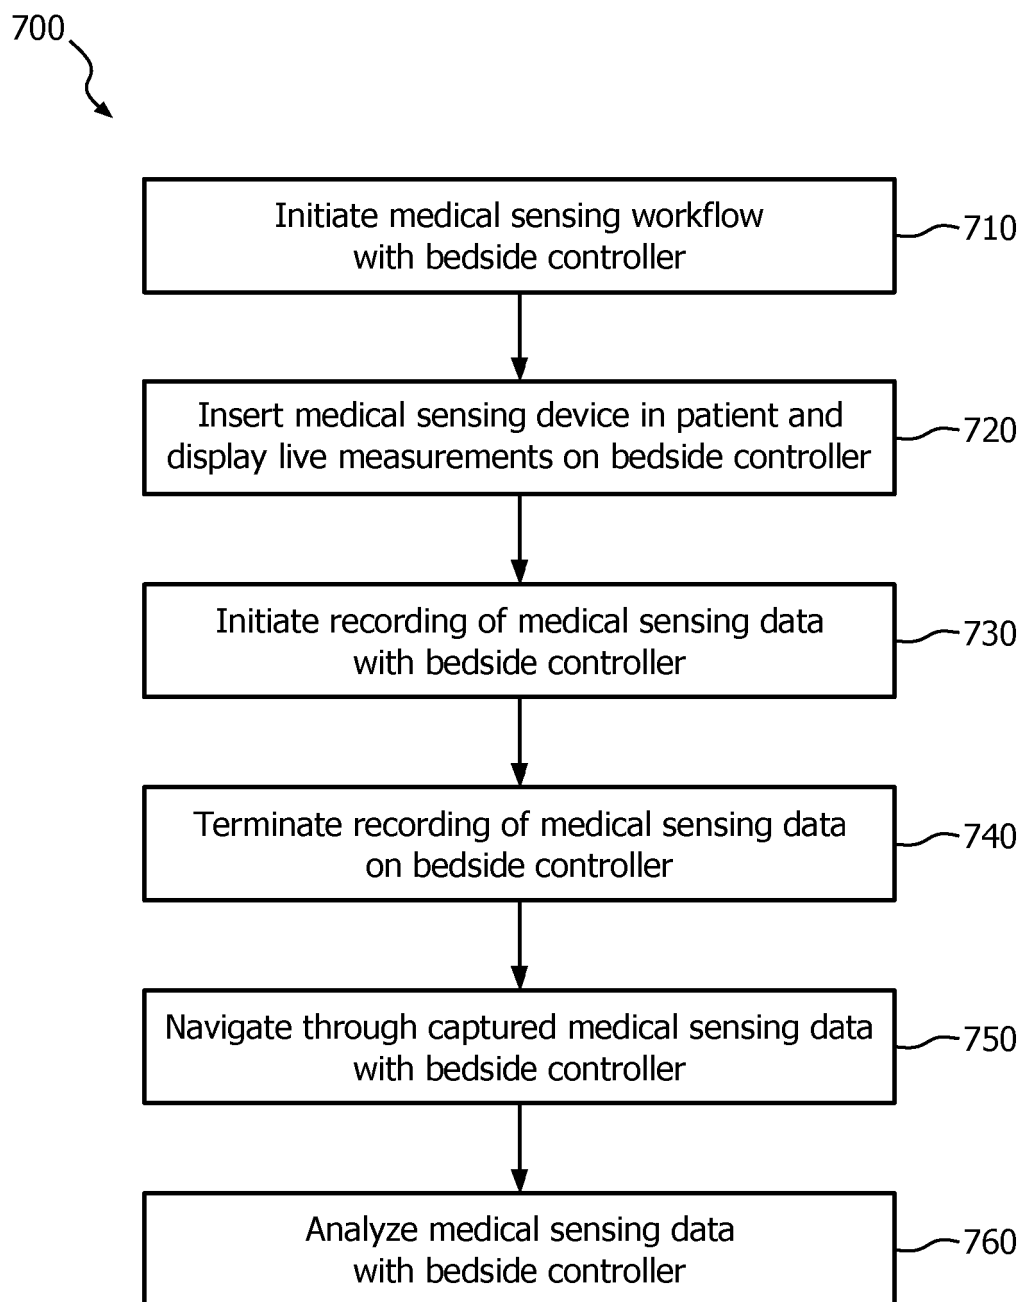 700
Initiate medical sensing workflow
with bedside controller
710
Insert medical sensing device in patient and
display live measurements on bedside controller
720
Initiate recording of medical sensing data
with bedside controller
730
Terminate recording of medical sensing data
on bedside controller
740
Navigate through captured medical sensing data
with bedside controller
750
Analyze medical sensing data
with bedside controller
760